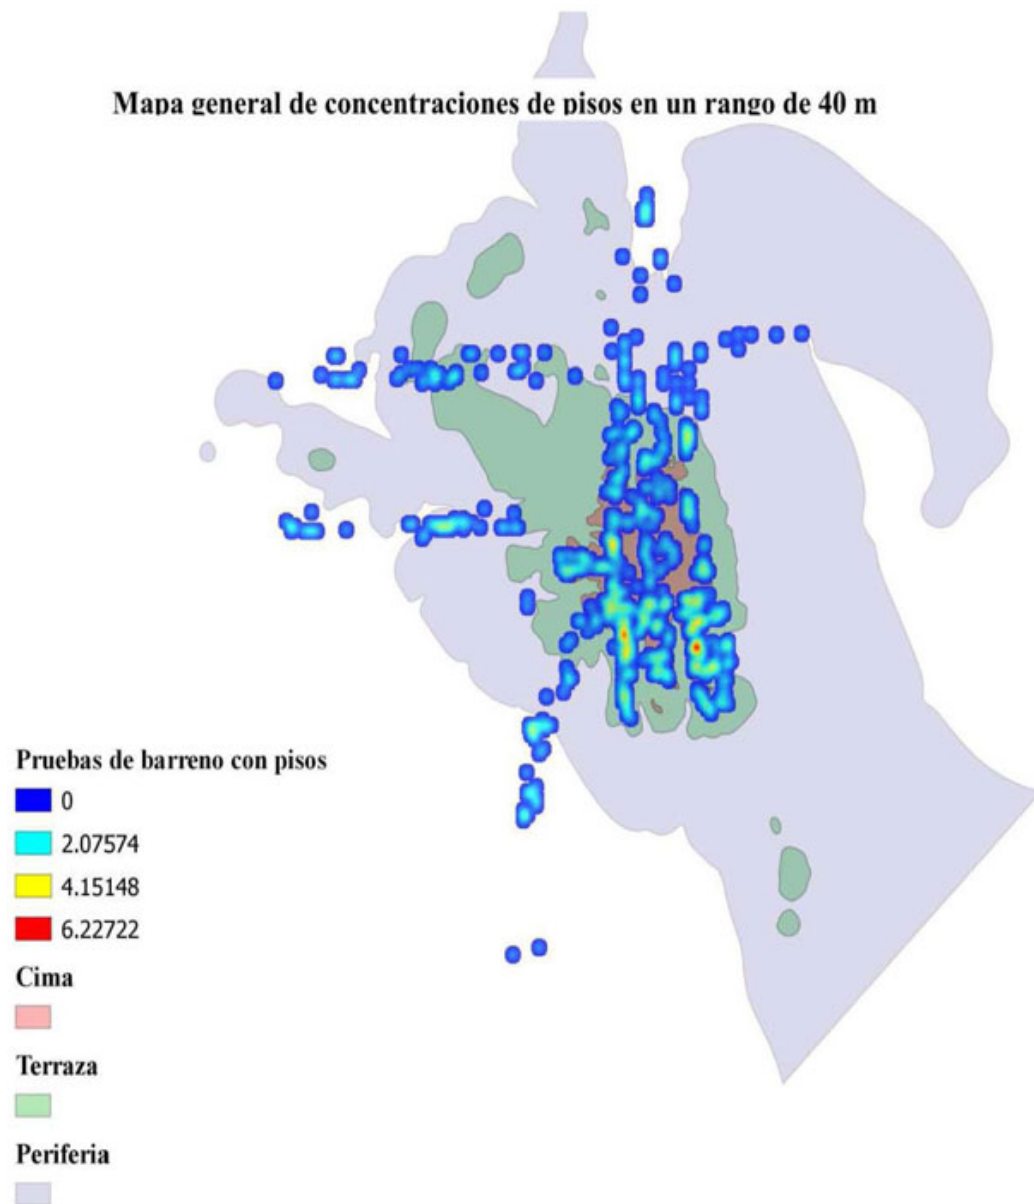 Mapa general de concentraciones de pisos en un rango de 40 m
Pruebas de barreno con pisos
0
2.07574
4.15148
6.22722
Cima
Terraza
Periferia